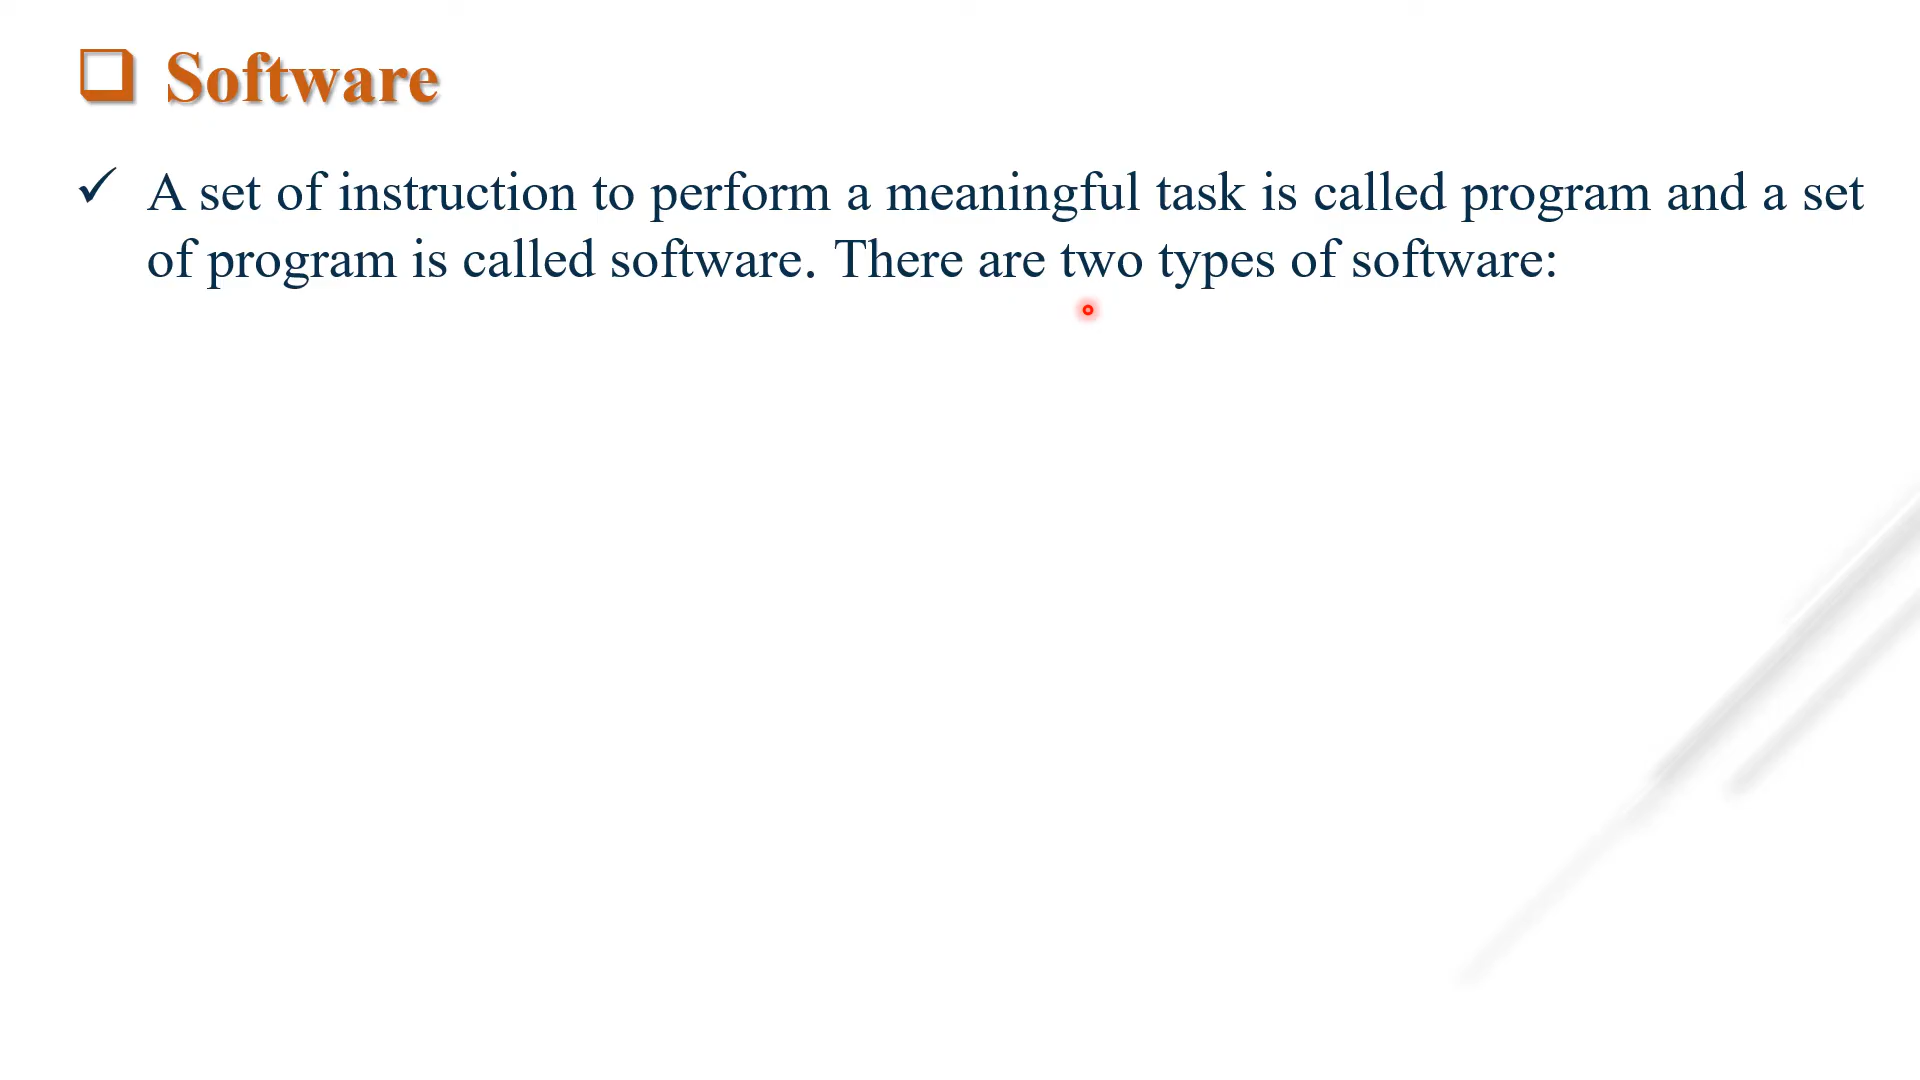 Software
A set of instruction to perform a meaningful task is called program and a set
of program is called software. There are two types of software: